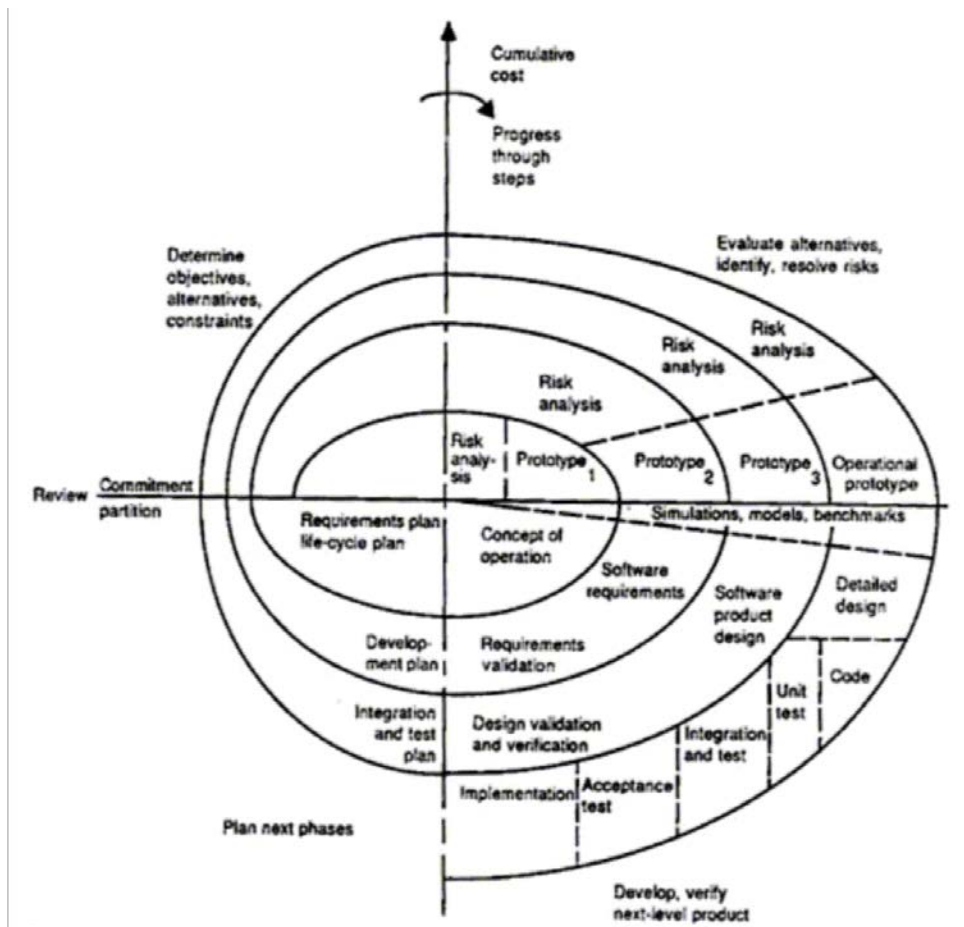 Cumulative
cost
Progress
through
steps
Determine
objectives,
alternatives,
constraints
Evaluate alternatives,
identify, resolve risks
Risk
analysis
Risk
analysis
Risk
analysis
Risk
analy-
sis
Prototype
1
Prototype
2
Prototype
3
Operational
prototype
Review
Commitment
partition
Simulations, models, benchmarks
Requirements plan
life-cycle plan
Concept of
operation
Software
requirements
Software
product
design
Detailed
design
Develop-
ment plan
Requirements
validation
Code
Unit
test
Integration
and test
plan
Design validation
and verification
Integration
and test
Implementation
Acceptance
test
Plan next phases
Develop, verify
next-level product